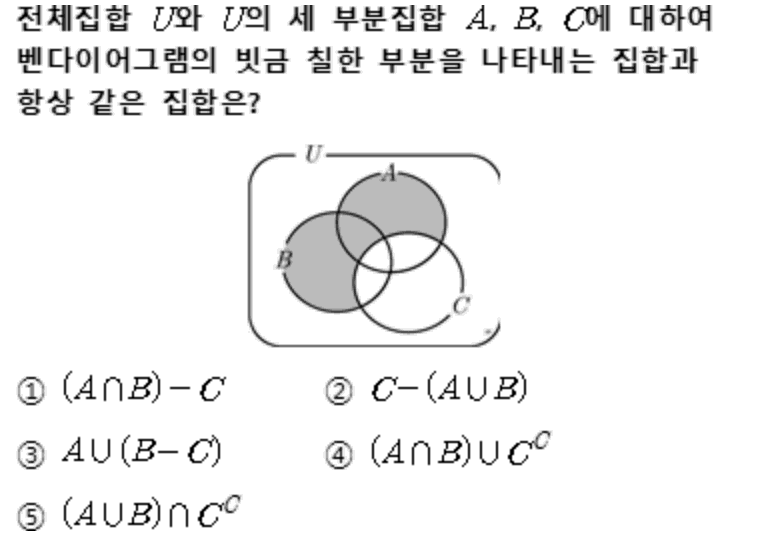 전체집합 U와 U의 세 부분집합 A, B, C에 대하여
벤다이어그램의 빗금 칠한 부분을 나타내는 집합과
항상 같은 집합은?
U
A
B
C
① (A∩B)−C ② C−(A∪B)
③ A∪(B−C) ④ (A∩B)∪C^C
⑤ (A∪B)∩C^C